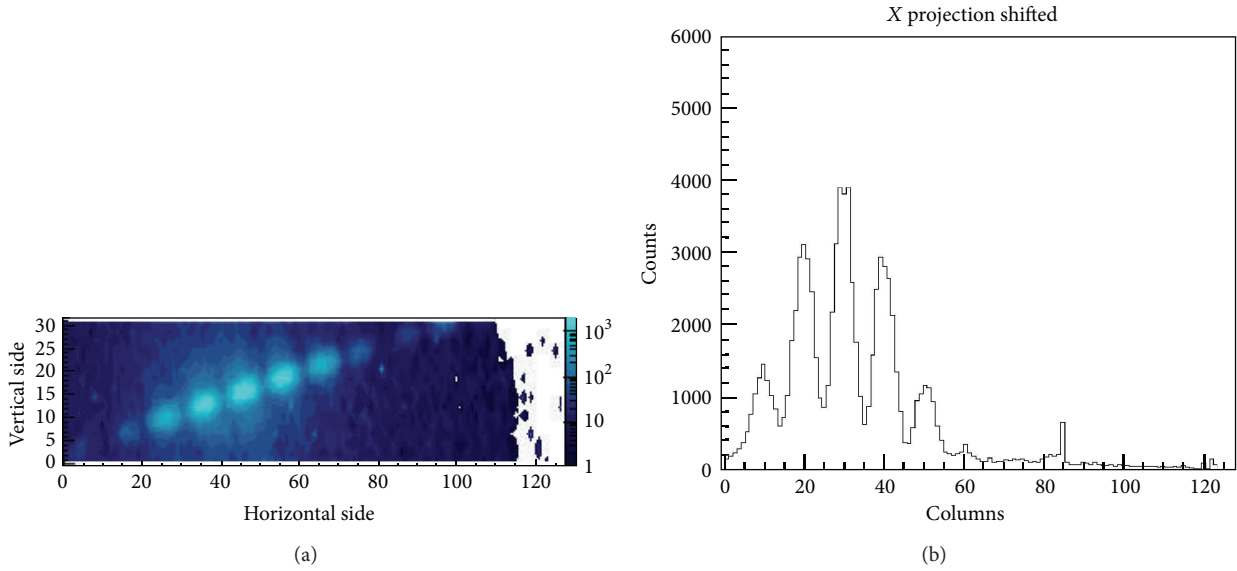 30
25
20
15
10
5
0
Vertical side
0 20 40 60 80 100 120
Horizontal side
10³
10²
10
1
(a)
X projection shifted
6000
5000
4000
3000
2000
1000
0
Counts
0 20 40 60 80 100 120
Columns
(b)